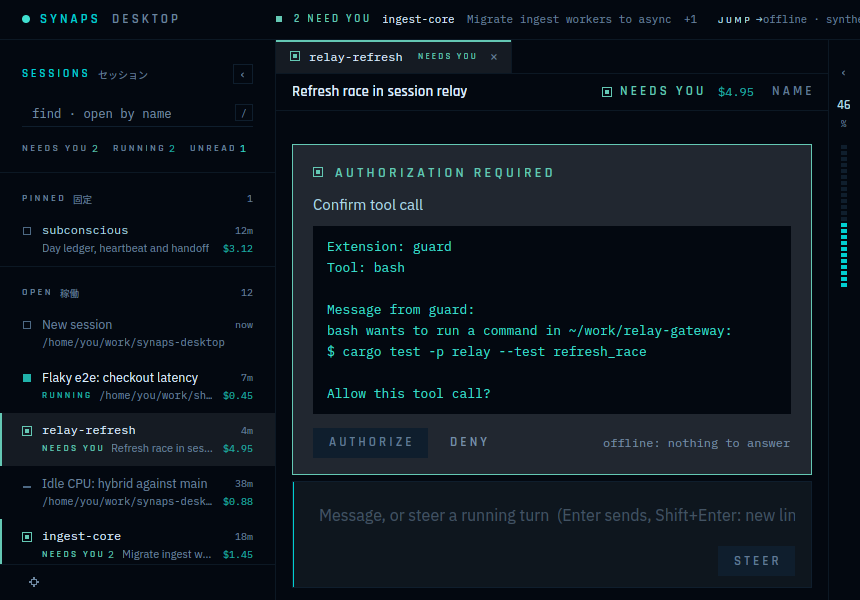 SYNAPS DESKTOP
2 NEED YOU ingest-core Migrate ingest workers to async +1 JUMP →offline · synthe
SESSIONS セッション ‹
find · open by name /
NEEDS YOU 2 RUNNING 2 UNREAD 1
PINNED 固定 1
subconscious 12m
Day ledger, heartbeat and handoff $3.12
OPEN 稼働 12
New session now
/home/you/work/synaps-desktop
Flaky e2e: checkout latency 7m
RUNNING /home/you/work/sh… $0.45
relay-refresh 4m
NEEDS YOU Refresh race in ses… $4.95
Idle CPU: hybrid against main 38m
/home/you/work/synaps-desk… $0.88
ingest-core 18m
NEEDS YOU 2 Migrate ingest w… $1.45
relay-refresh NEEDS YOU ×
Refresh race in session relay NEEDS YOU $4.95 NAME
AUTHORIZATION REQUIRED
Confirm tool call
Extension: guard
Tool: bash
Message from guard:
bash wants to run a command in ~/work/relay-gateway:
$ cargo test -p relay --test refresh_race
Allow this tool call?
AUTHORIZE DENY offline: nothing to answer
Message, or steer a running turn (Enter sends, Shift+Enter: new lin
STEER
‹
46
%